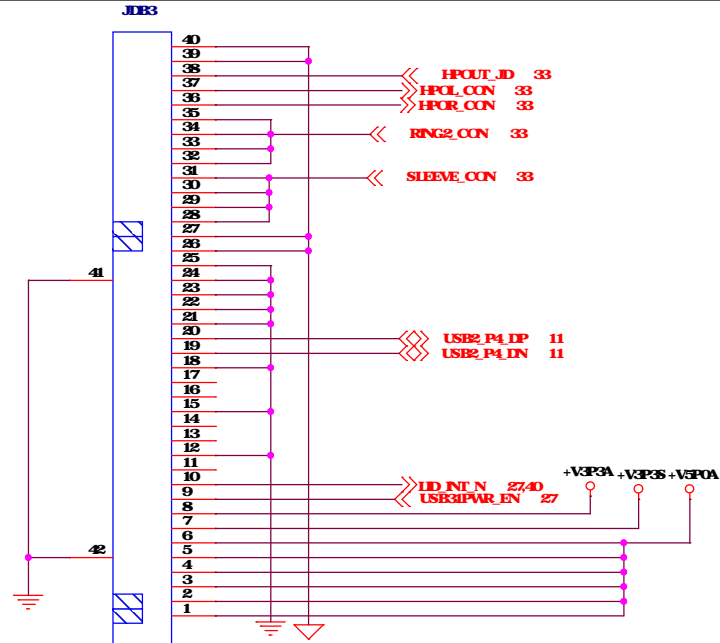 JDB3
40
39
38 HPOUT_JD 33
37 HPOL_CON 33
36 HPOR_CON 33
35
34 RING2_CON 33
33
32
31 SLEEVE_CON 33
30
29
28
27
26
25
41 24
23
22
21
20 USB2_P4_DP 11
19 USB2_P4_DN 11
18
17
16
15
14
13
12
11
+V3P3A +V3P3S +V5P0A
10 LID_INT_N 27,40
9 USB31PWR_EN 27
8
7
6
42 5
4
3
2
1